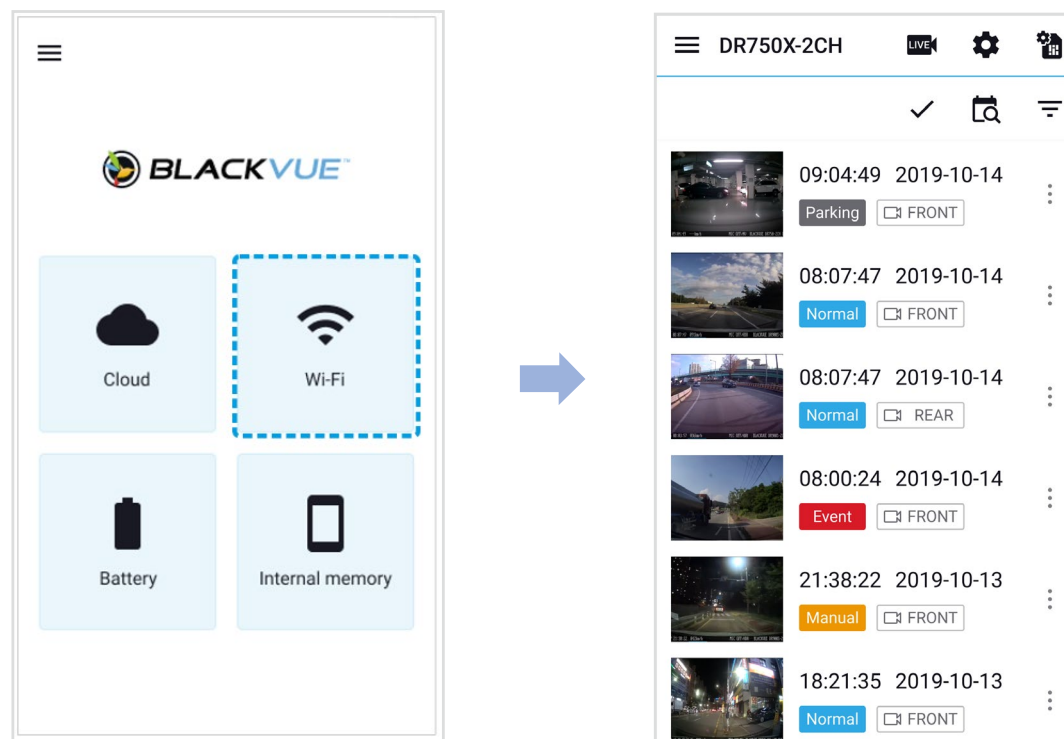 BLACKVUE™
Cloud
Wi-Fi
Battery
Internal memory
DR750X-2CH
LIVE
09:04:49 2019-10-14
Parking FRONT
08:07:47 2019-10-14
Normal FRONT
08:07:47 2019-10-14
Normal REAR
08:00:24 2019-10-14
Event FRONT
21:38:22 2019-10-13
Manual FRONT
18:21:35 2019-10-13
Normal FRONT